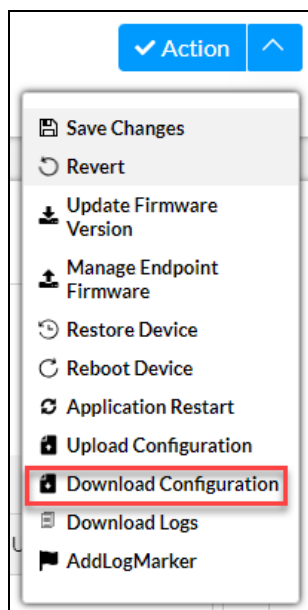 Action
Save Changes
Revert
Update Firmware
Version
Manage Endpoint
Firmware
Restore Device
Reboot Device
Application Restart
Upload Configuration
Download Configuration
Download Logs
U
AddLogMarker